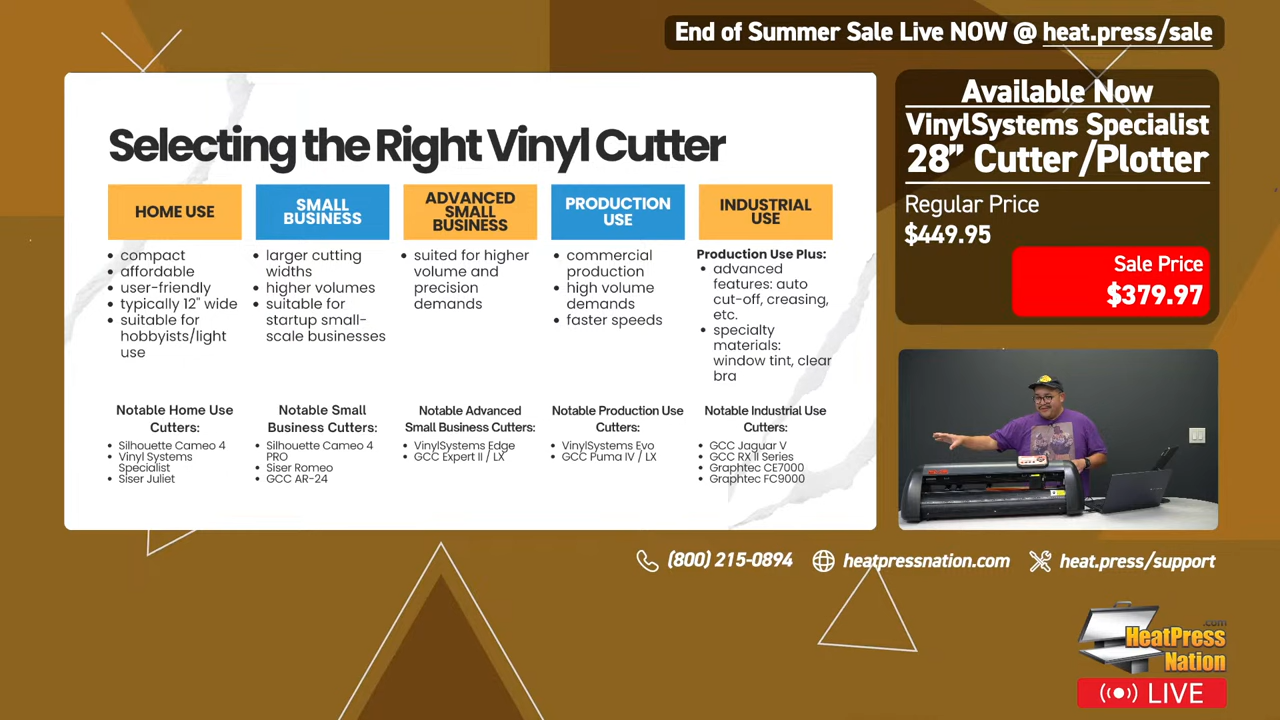 End of Summer Sale Live NOW @ heat.press/sale
Selecting the Right Vinyl Cutter
HOME USE
• compact
• affordable
• user-friendly
• typically 12" wide
• suitable for
hobbyists/light
use
Notable Home Use
Cutters:
• Silhouette Cameo 4
• Vinyl Systems
Specialist
• Siser Juliet
SMALL
BUSINESS
• larger cutting
widths
• higher volumes
• suitable for
startup small-
scale businesses
Notable Small
Business Cutters:
• Silhouette Cameo 4
PRO
• Siser Romeo
• GCC AR-24
ADVANCED
SMALL
BUSINESS
• suited for higher
volume and
precision
demands
Notable Advanced
Small Business Cutters:
• VinylSystems Edge
• GCC Expert II / LX
PRODUCTION
USE
• commercial
production
• high volume
demands
• faster speeds
Notable Production Use
Cutters:
• VinylSystems Evo
• GCC Puma IV / LX
INDUSTRIAL
USE
Production Use Plus:
• advanced
features: auto
cut-off, creasing,
etc.
• specialty
materials:
window tint, clear
bra
Notable Industrial Use
Cutters:
• GCC Jaguar V
• GCC RX II Series
• Graphtec CE7000
• Graphtec FC9000
Available Now
VinylSystems Specialist
28” Cutter/Plotter
Regular Price
$449.95
Sale Price
$379.97
(800) 215-0894
heatpressnation.com
heat.press/support
HeatPress
.com
Nation
LIVE